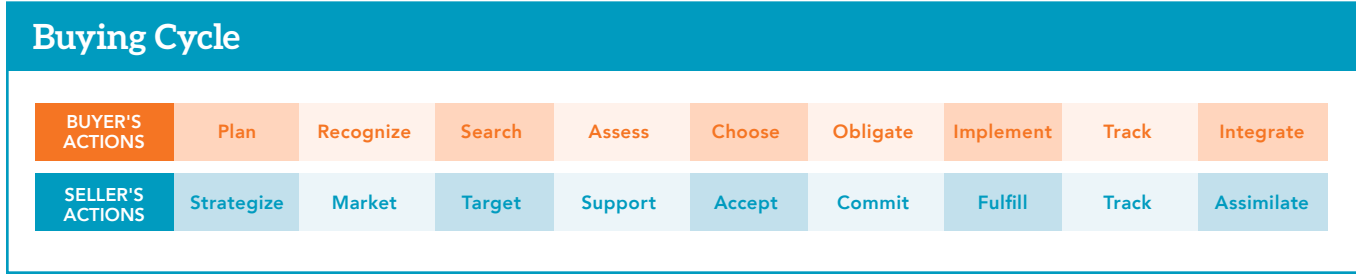 Buying Cycle
BUYER'S
ACTIONS
Plan
Recognize
Search
Assess
Choose
Obligate
Implement
Track
Integrate
SELLER'S
ACTIONS
Strategize
Market
Target
Support
Accept
Commit
Fulfill
Track
Assimilate